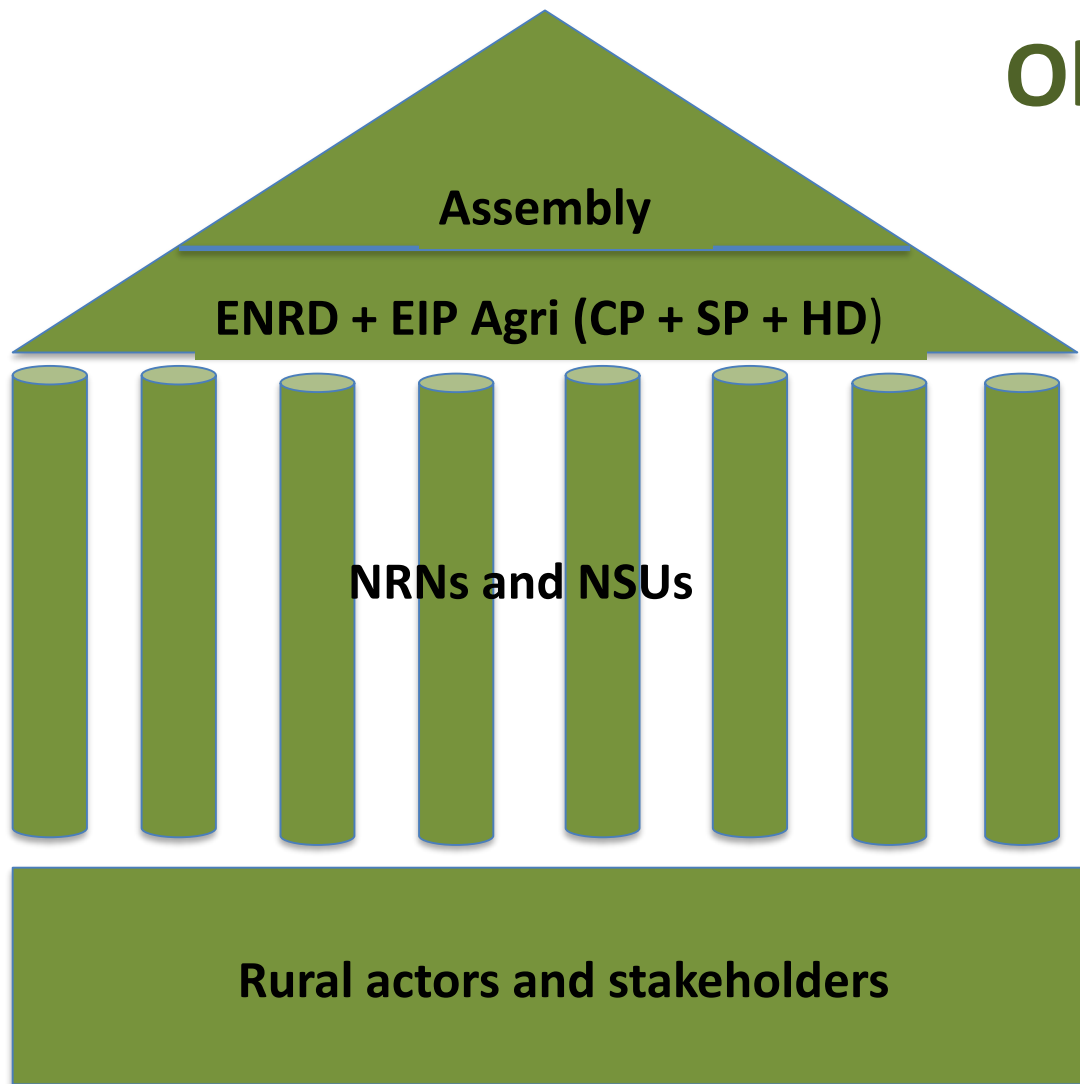 Assembly
ENRD + EIP Agri (CP + SP + HD)
NRNs and NSUs
Rural actors and stakeholders